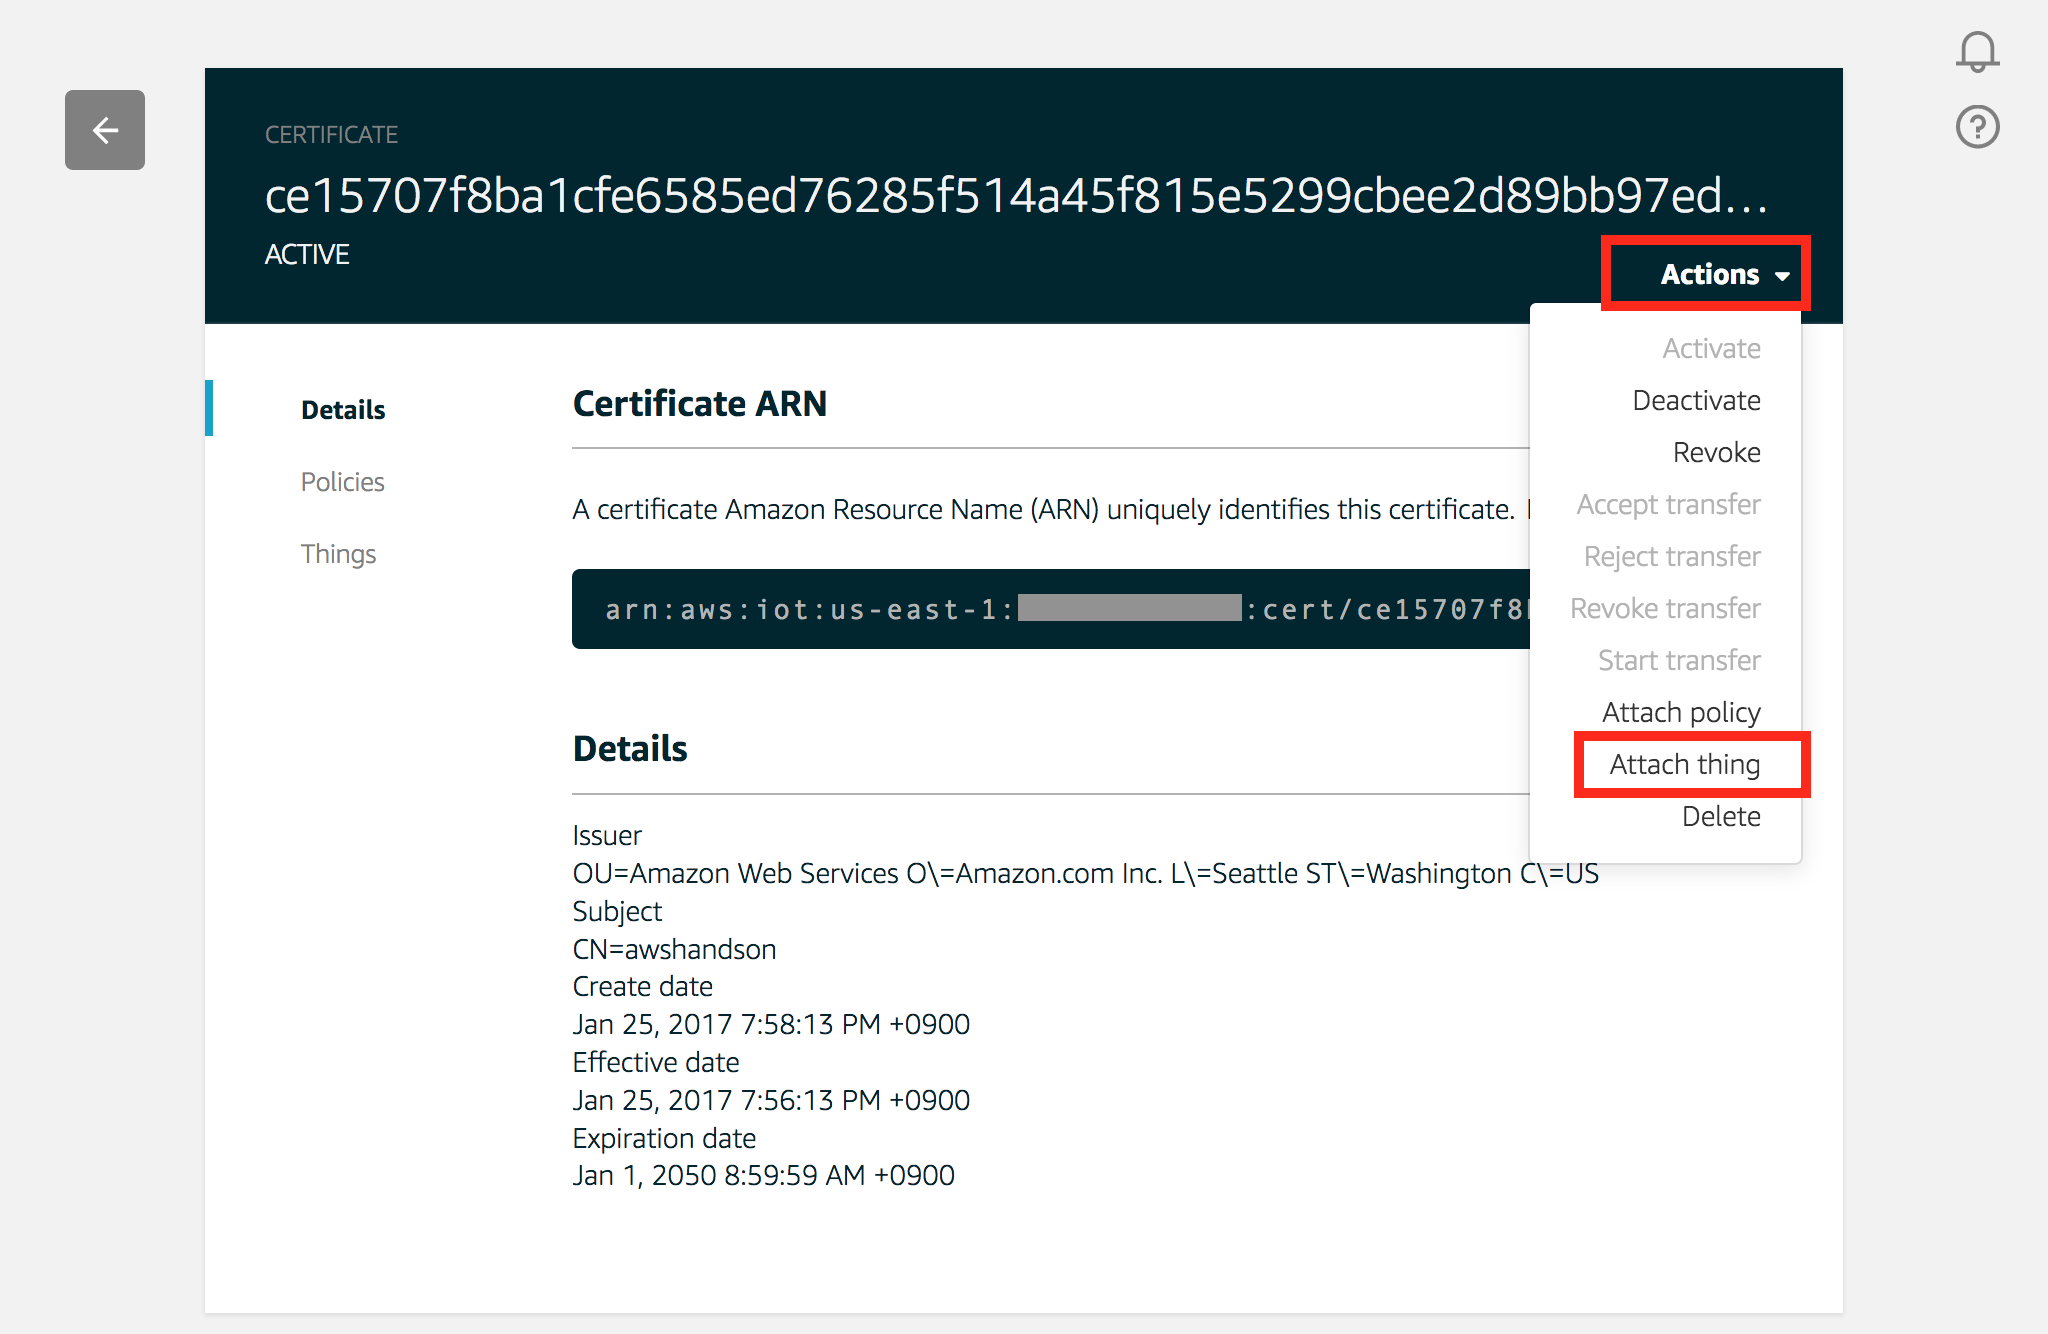 CERTIFICATE
ce15707f8ba1cfe6585ed76285f514a45f815e5299cbee2d89bb97ed...
ACTIVE
Actions
Activate
Deactivate
Revoke
Accept transfer
Reject transfer
Revoke transfer
Start transfer
Attach policy
Attach thing
Delete
Details
Policies
Things
Certificate ARN
A certificate Amazon Resource Name (ARN) uniquely identifies this certificate.
arn:aws:iot:us-east-1: :cert/ce15707f8
Details
Issuer
OU=Amazon Web Services O\=Amazon.com Inc. L\=Seattle ST\=Washington C\=US
Subject
CN=awshandson
Create date
Jan 25, 2017 7:58:13 PM +0900
Effective date
Jan 25, 2017 7:56:13 PM +0900
Expiration date
Jan 1, 2050 8:59:59 AM +0900